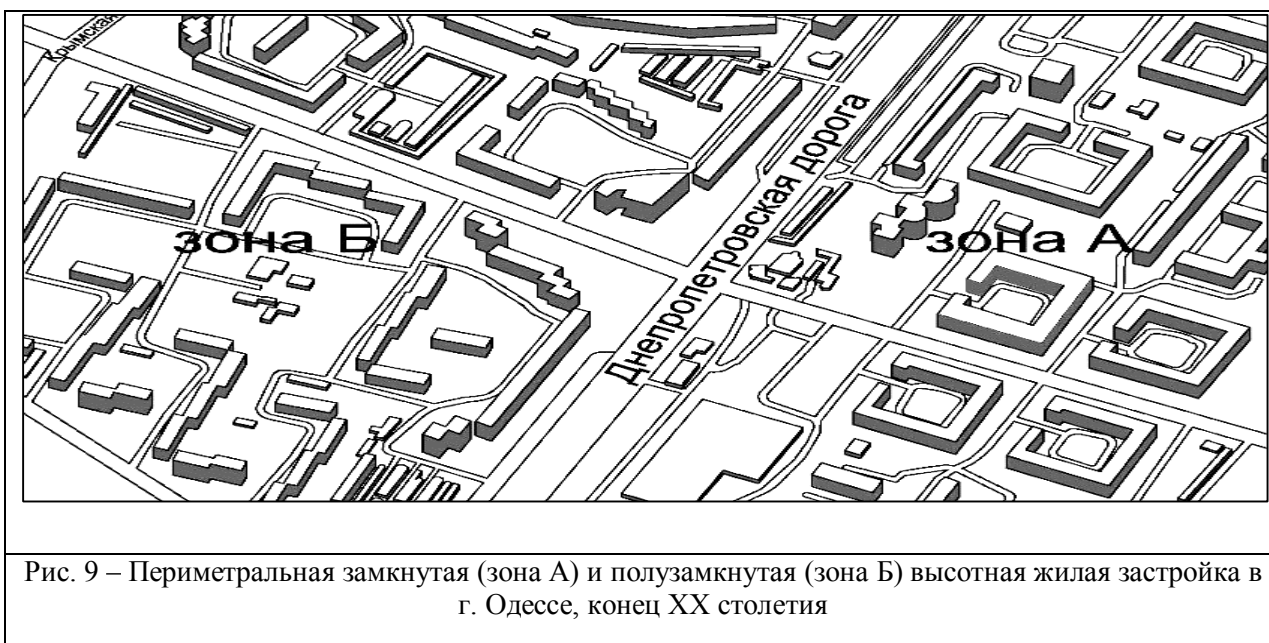 Крымская
Днепропетровская дорога
зона Б
зона А
Рис. 9 – Периметральная замкнутая (зона А) и полузамкнутая (зона Б) высотная жилая застройка в
г. Одессе, конец XX столетия